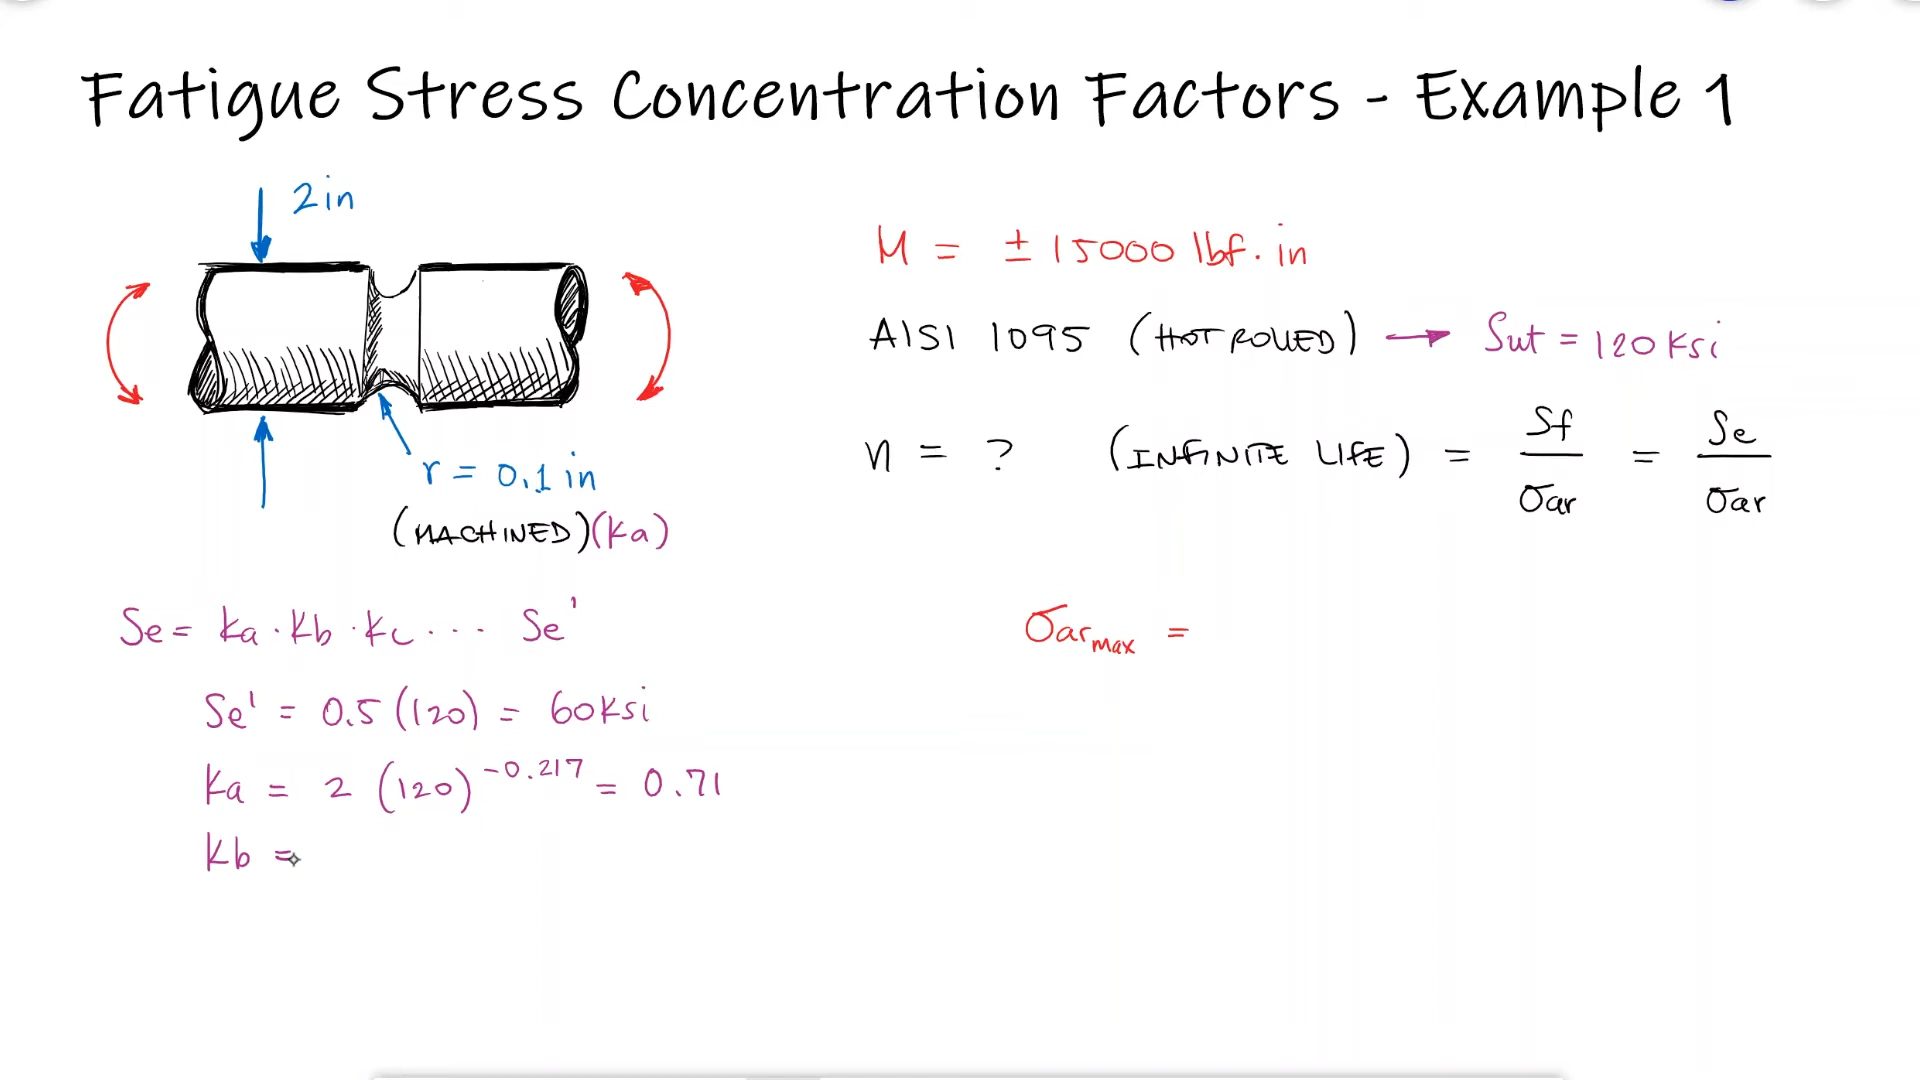 Fatigue Stress Concentration Factors - Example 1
2in
M = ± 15000 lbf. in
AISI 1095 (HOT ROLLED) → Sut = 120 Ksi
n = ? (INFINITE LIFE) = Sf / σar = Se / σar
r = 0.1 in
(MACHINED) (Ka)
Se = Ka · Kb · Kc · · · Se'
Se' = 0.5 (120) = 60Ksi
Ka = 2 (120)^-0.217 = 0.71
Kb =
σar max =